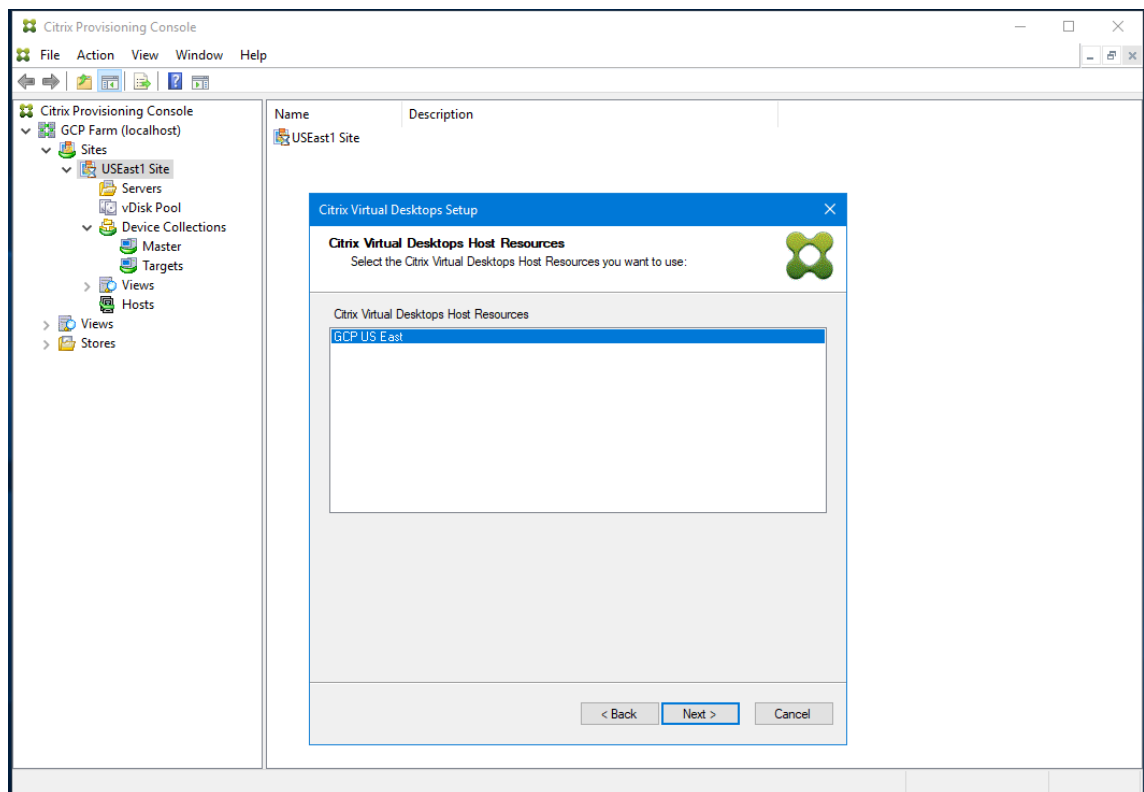 Citrix Provisioning Console
File Action View Window Help
Citrix Provisioning Console
GCP Farm (localhost)
Sites
USEast1 Site
Servers
vDisk Pool
Device Collections
Master
Targets
Views
Hosts
Views
Stores
Name Description
USEast1 Site
Citrix Virtual Desktops Setup
Citrix Virtual Desktops Host Resources
Select the Citrix Virtual Desktops Host Resources you want to use:
Citrix Virtual Desktops Host Resources
GCP US East
< Back Next > Cancel